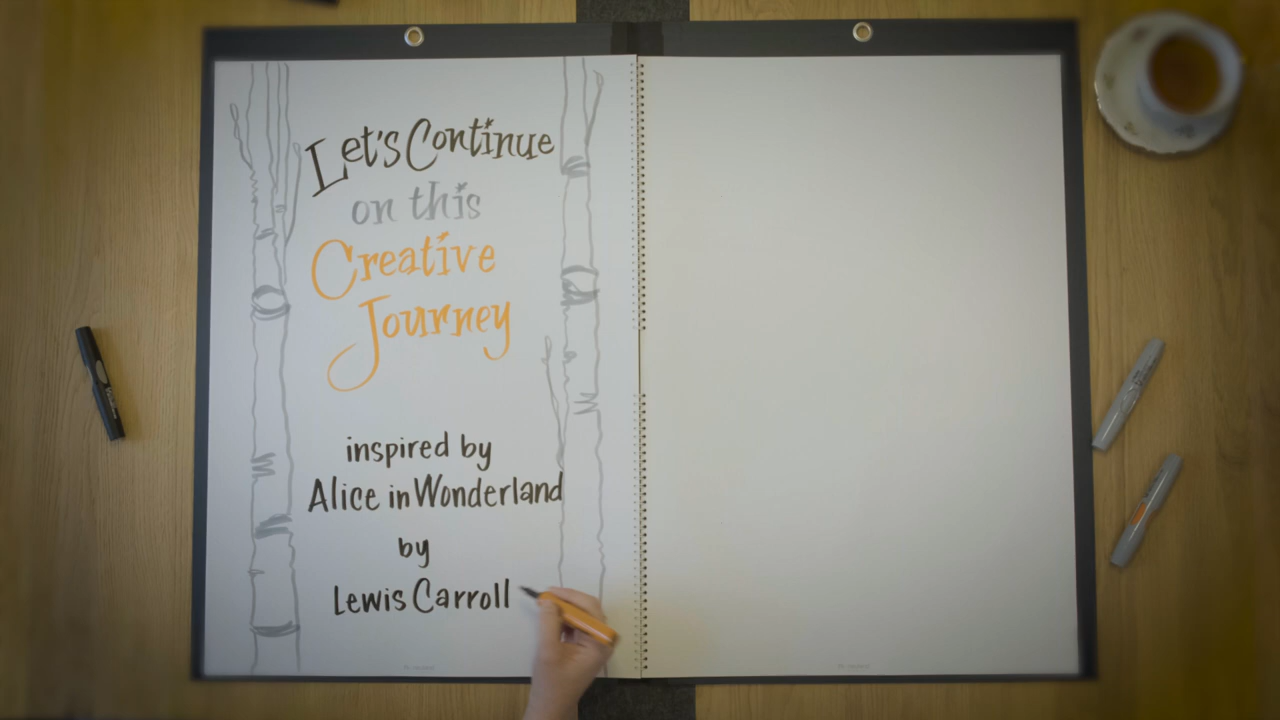 Let's Continue
on this
Creative
Journey
inspired by
Alice in Wonderland
by
Lewis Carroll